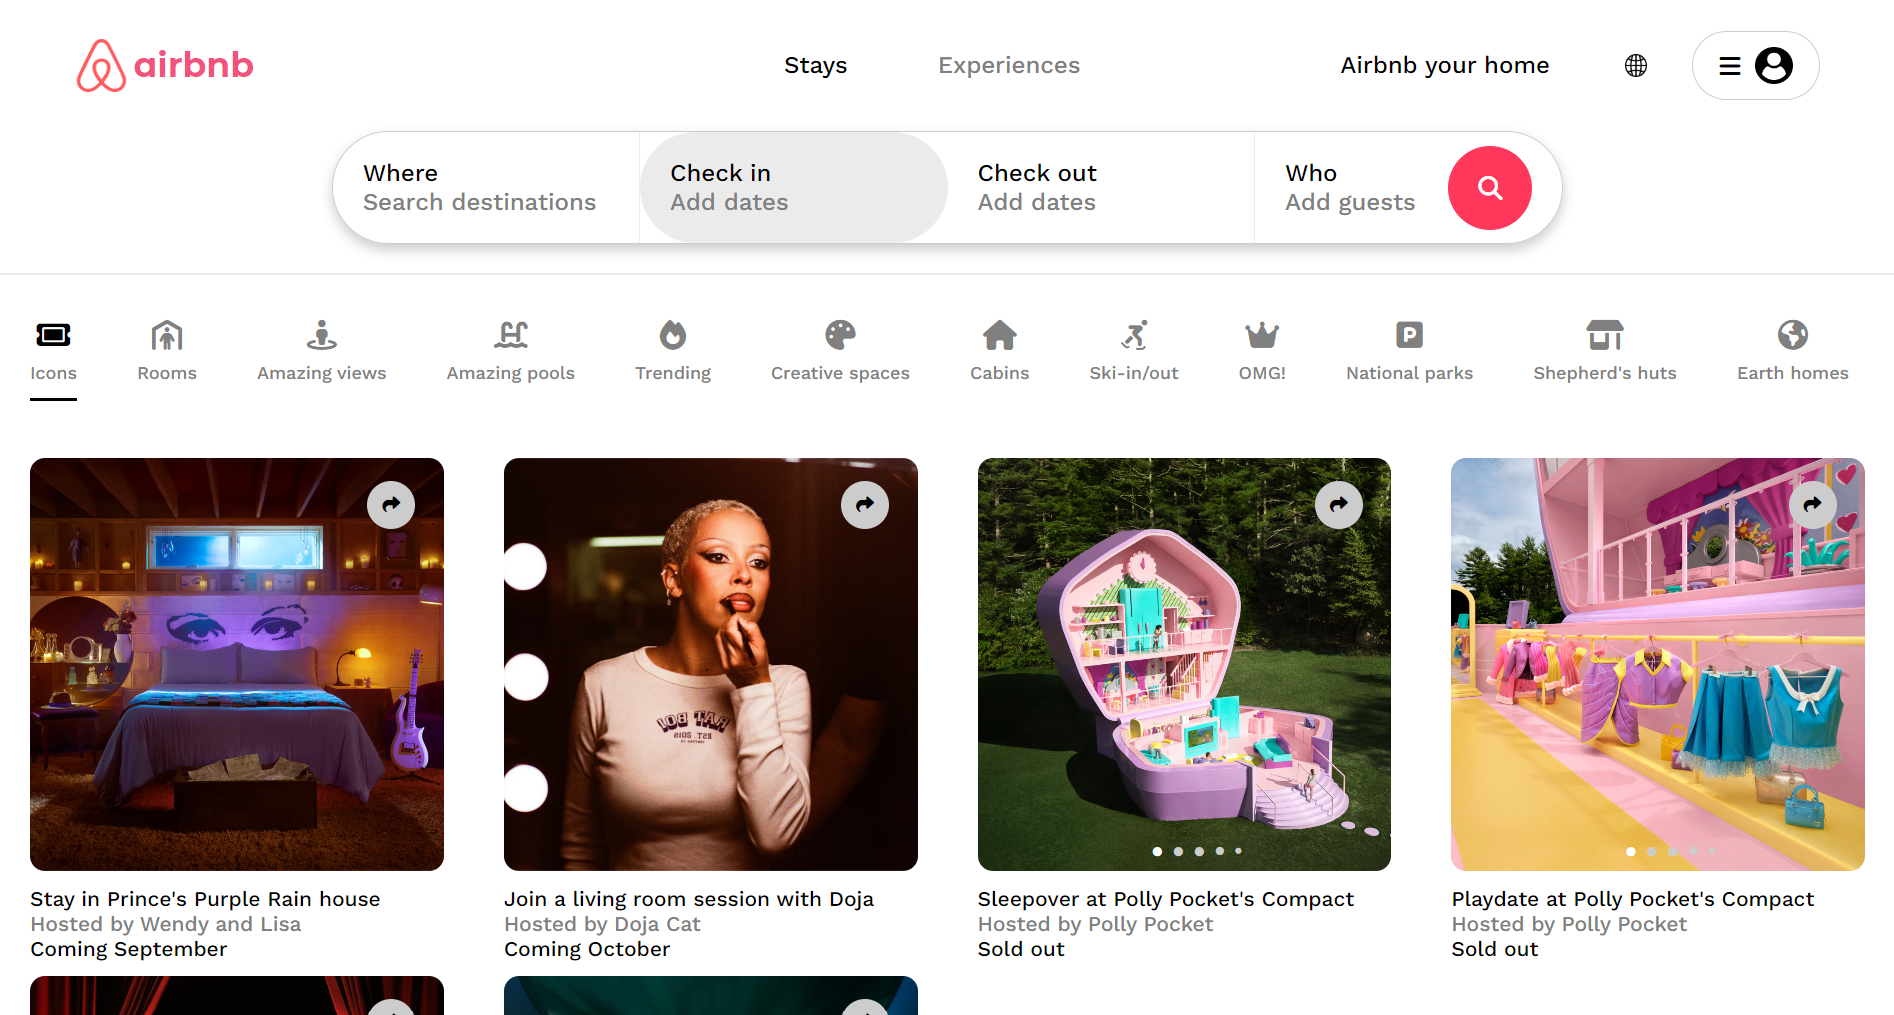 airbnb
Stays
Experiences
Airbnb your home
Where
Search destinations
Check in
Add dates
Check out
Add dates
Who
Add guests
Icons
Rooms
Amazing views
Amazing pools
Trending
Creative spaces
Cabins
Ski-in/out
OMG!
National parks
Shepherd's huts
Earth homes
RAT BOI
EST. 2019
Stay in Prince's Purple Rain house
Hosted by Wendy and Lisa
Coming September
Join a living room session with Doja
Hosted by Doja Cat
Coming October
Sleepover at Polly Pocket's Compact
Hosted by Polly Pocket
Sold out
Playdate at Polly Pocket's Compact
Hosted by Polly Pocket
Sold out